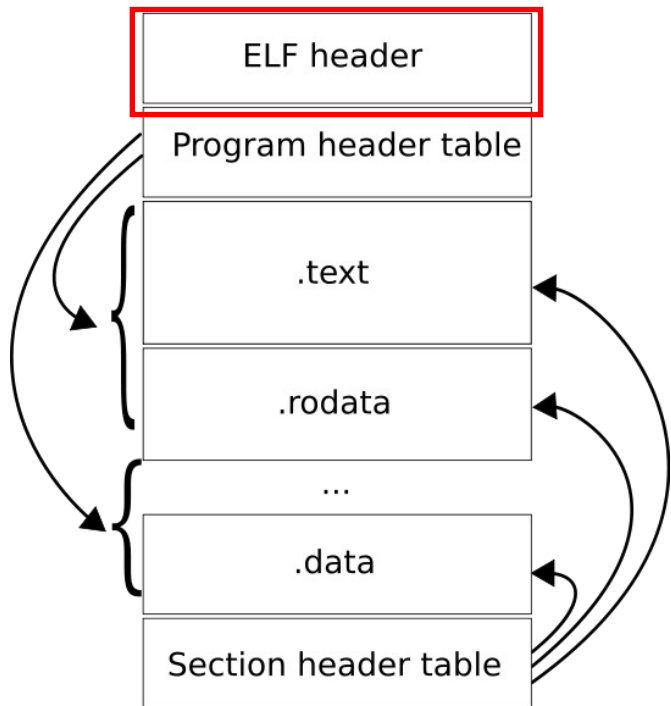 ELF header
Program header table
.text
.rodata
...
.data
Section header table